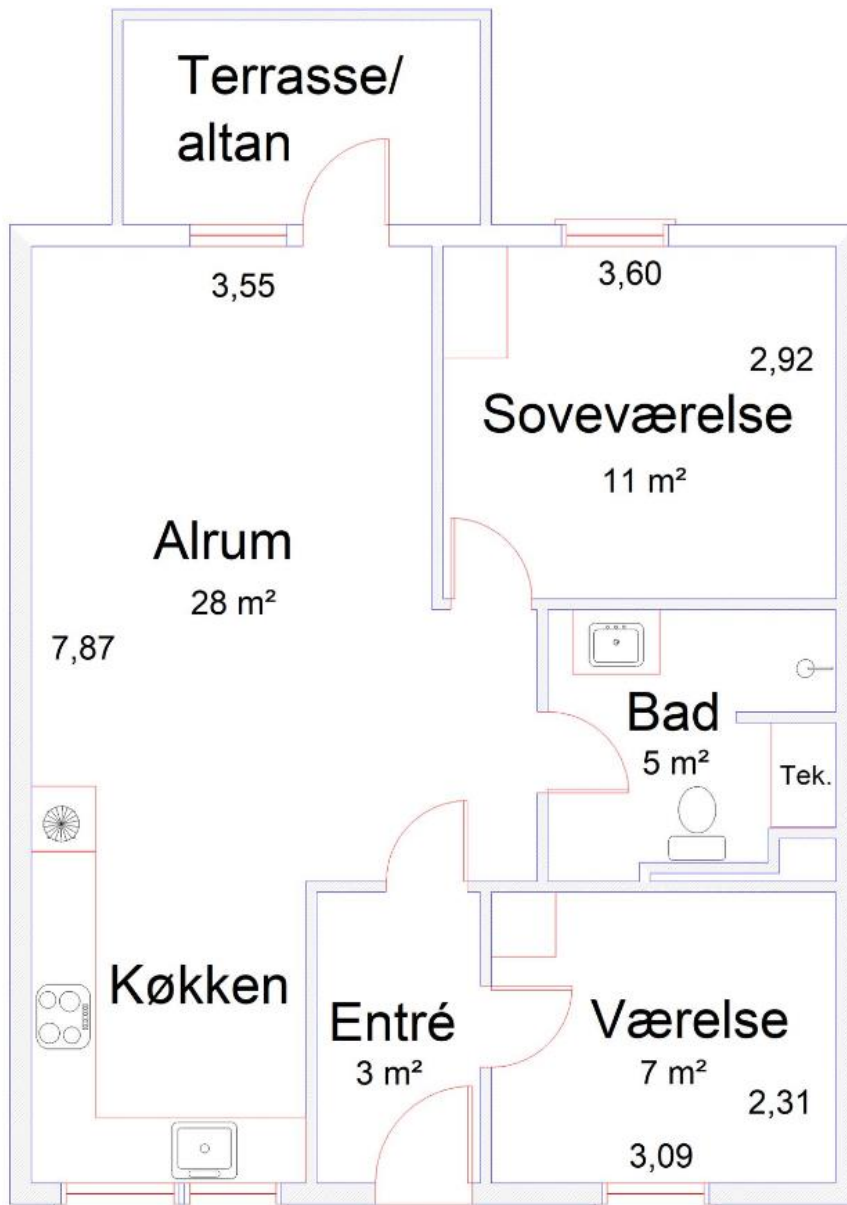 Terrasse/
altan
3,55
3,60
2,92
Soveværelse
11 m²
Alrum
28 m²
7,87
Bad
5 m²
Tek.
Køkken
Entré
3 m²
Værelse
7 m²
2,31
3,09